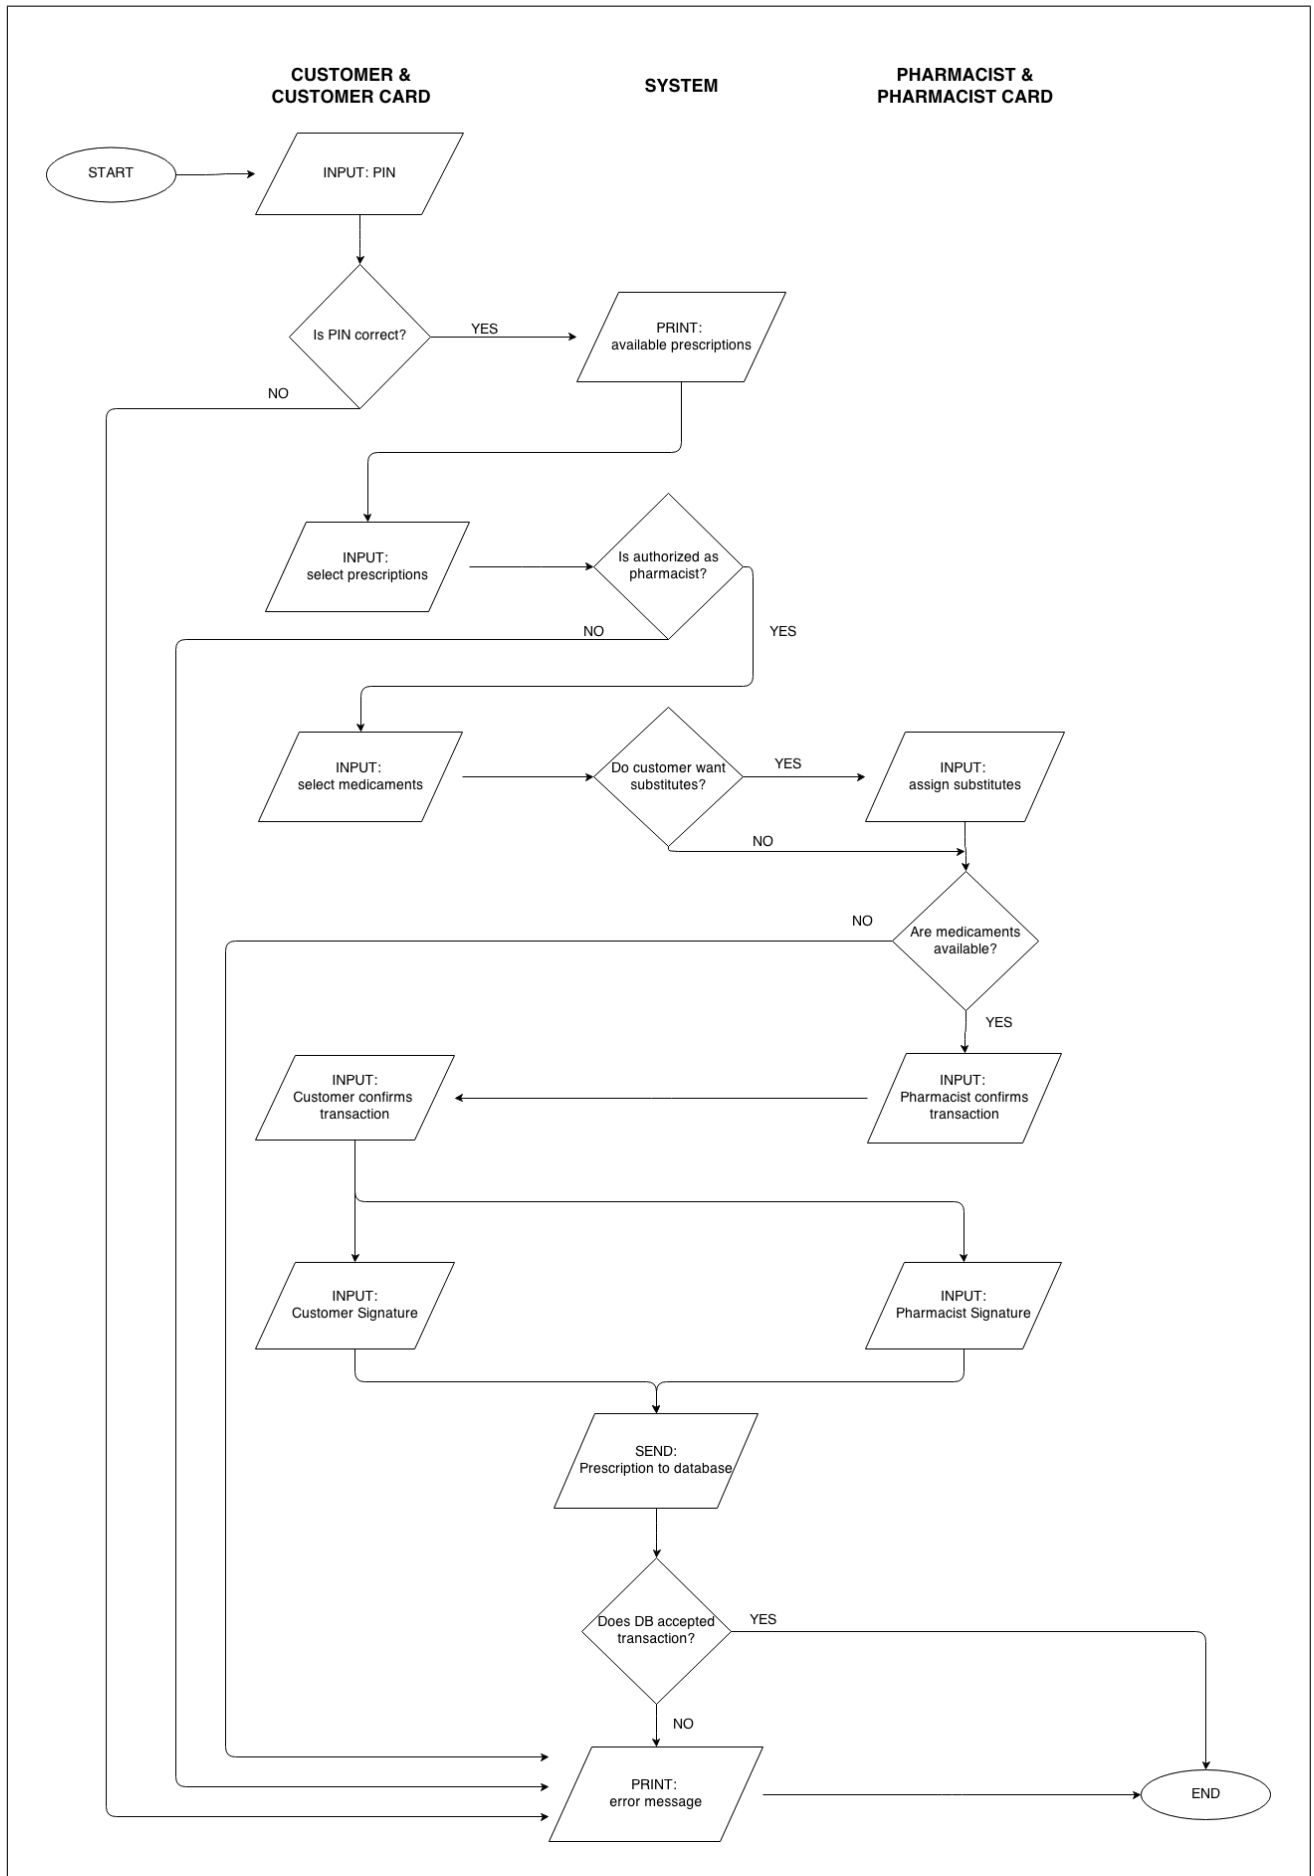 CUSTOMER &
CUSTOMER CARD
SYSTEM
PHARMACIST &
PHARMACIST CARD
START
INPUT: PIN
Is PIN correct?
YES
PRINT:
available prescriptions
NO
INPUT:
select prescriptions
Is authorized as
pharmacist?
NO
YES
INPUT:
select medicaments
Do customer want
substitutes?
YES
INPUT:
assign substitutes
NO
Are medicaments
available?
NO
YES
INPUT:
Pharmacist confirms
transaction
INPUT:
Customer confirms
transaction
INPUT:
Customer Signature
INPUT:
Pharmacist Signature
SEND:
Prescription to database
Does DB accepted
transaction?
YES
NO
PRINT:
error message
END